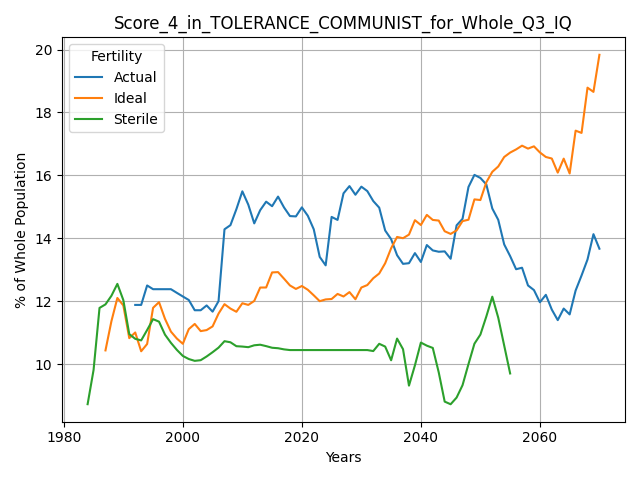 Score_4_in_TOLERANCE_COMMUNIST_for_Whole_Q3_IQ
Fertility
Actual
Ideal
Sterile
% of Whole Population
20
18
16
14
12
10
1980
2000
2020
2040
2060
Years